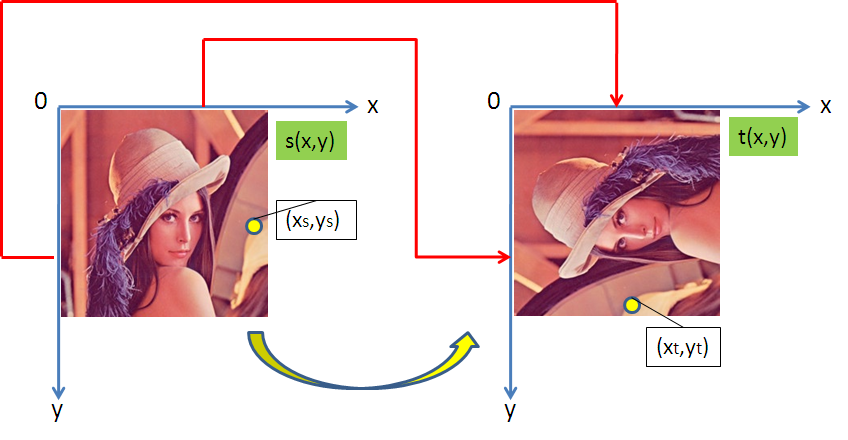 0
x
s(x,y)
(xs,ys)
y
0
x
t(x,y)
(xt,yt)
y